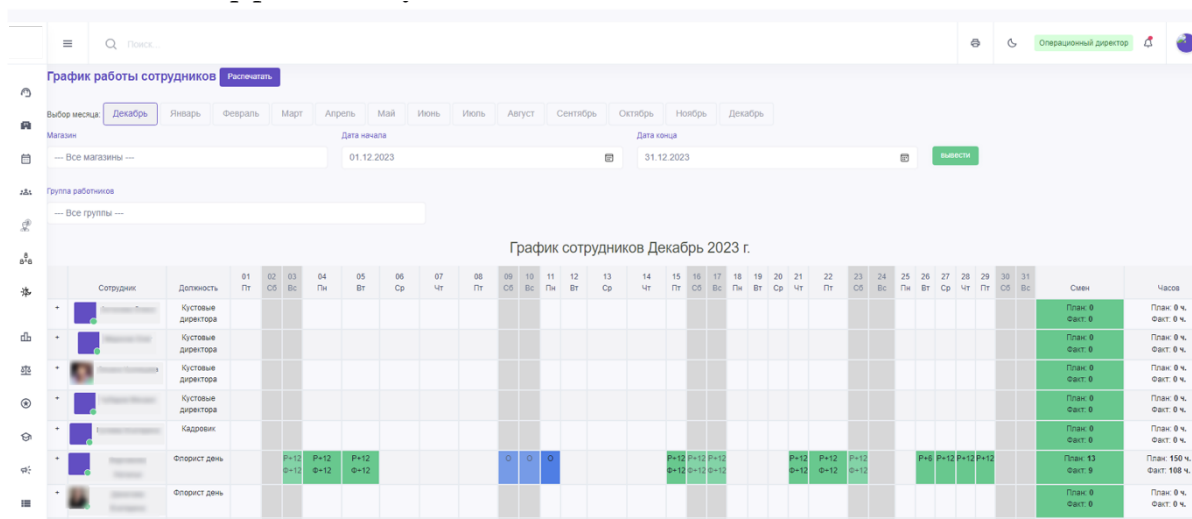 Поиск...
Операционный директор
График работы сотрудников Распечатать
Выбор месяца: Декабрь Январь Февраль Март Апрель Май Июнь Июль Август Сентябрь Октябрь Ноябрь Декабрь
Магазин Дата начала Дата конца
--- Все магазины --- 01.12.2023 31.12.2023 ВЫВЕСТИ
Группа работников
--- Все группы ---
График сотрудников Декабрь 2023 г.
01 02 03 04 05 06 07 08 09 10 11 12 13 14 15 16 17 18 19 20 21 22 23 24 25 26 27 28 29 30 31
Сотрудник Должность Пт Сб Вс Пн Вт Ср Чт Пт Сб Вс Пн Вт Ср Чт Пт Сб Вс Пн Вт Ср Чт Пт Сб Вс Пн Вт Ср Чт Пт Сб Вс Смен Часов
+ Кустовые План: 0 План: 0 ч.
директора Факт: 0 Факт: 0 ч.
+ Кустовые План: 0 План: 0 ч.
директора Факт: 0 Факт: 0 ч.
+ Кустовые План: 0 План: 0 ч.
директора Факт: 0 Факт: 0 ч.
+ Кустовые План: 0 План: 0 ч.
директора Факт: 0 Факт: 0 ч.
+ Кадровик План: 0 План: 0 ч.
Факт: 0 Факт: 0 ч.
+ Флорист день P+12 P+12 P+12 О О О P+12 P+12 P+12 P+12 P+12 P+12 P+6 P+12 P+12 P+12 План: 13 План: 150 ч.
Ф+12 Ф+12 Ф+12 Ф+12 Ф+12 Ф+12 Ф+12 Ф+12 Ф+12 Факт: 9 Факт: 108 ч.
+ Флорист день План: 0 План: 0 ч.
Факт: 0 Факт: 0 ч.